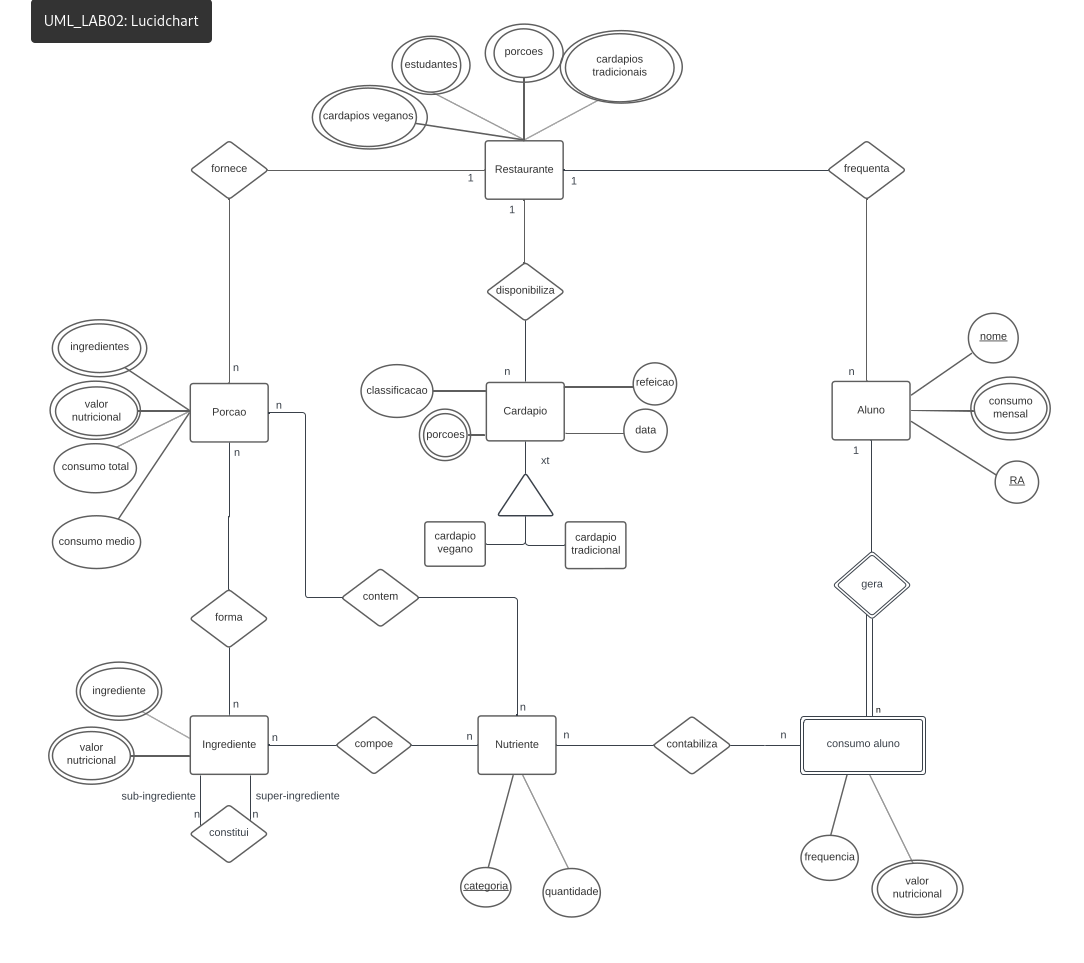 UML_LAB02: Lucidchart
porcoes
cardapios
tradicionais
estudantes
cardapios veganos
fornece
1
Restaurante
1
frequenta
1
disponibiliza
ingredientes
nome
n
n
n
valor
nutricional
Porcao
n
classificacao
refeicao
Cardapio
Aluno
consumo
mensal
porcoes
data
n
xt
1
consumo total
RA
consumo medio
cardapio
vegano
cardapio
tradicional
contem
gera
forma
ingrediente
n
n
n
valor
nutricional
Ingrediente
n
compoe
n
Nutriente
n
contabiliza
n
consumo aluno
sub-ingrediente
super-ingrediente
n
n
constitui
frequencia
categoria
quantidade
valor
nutricional